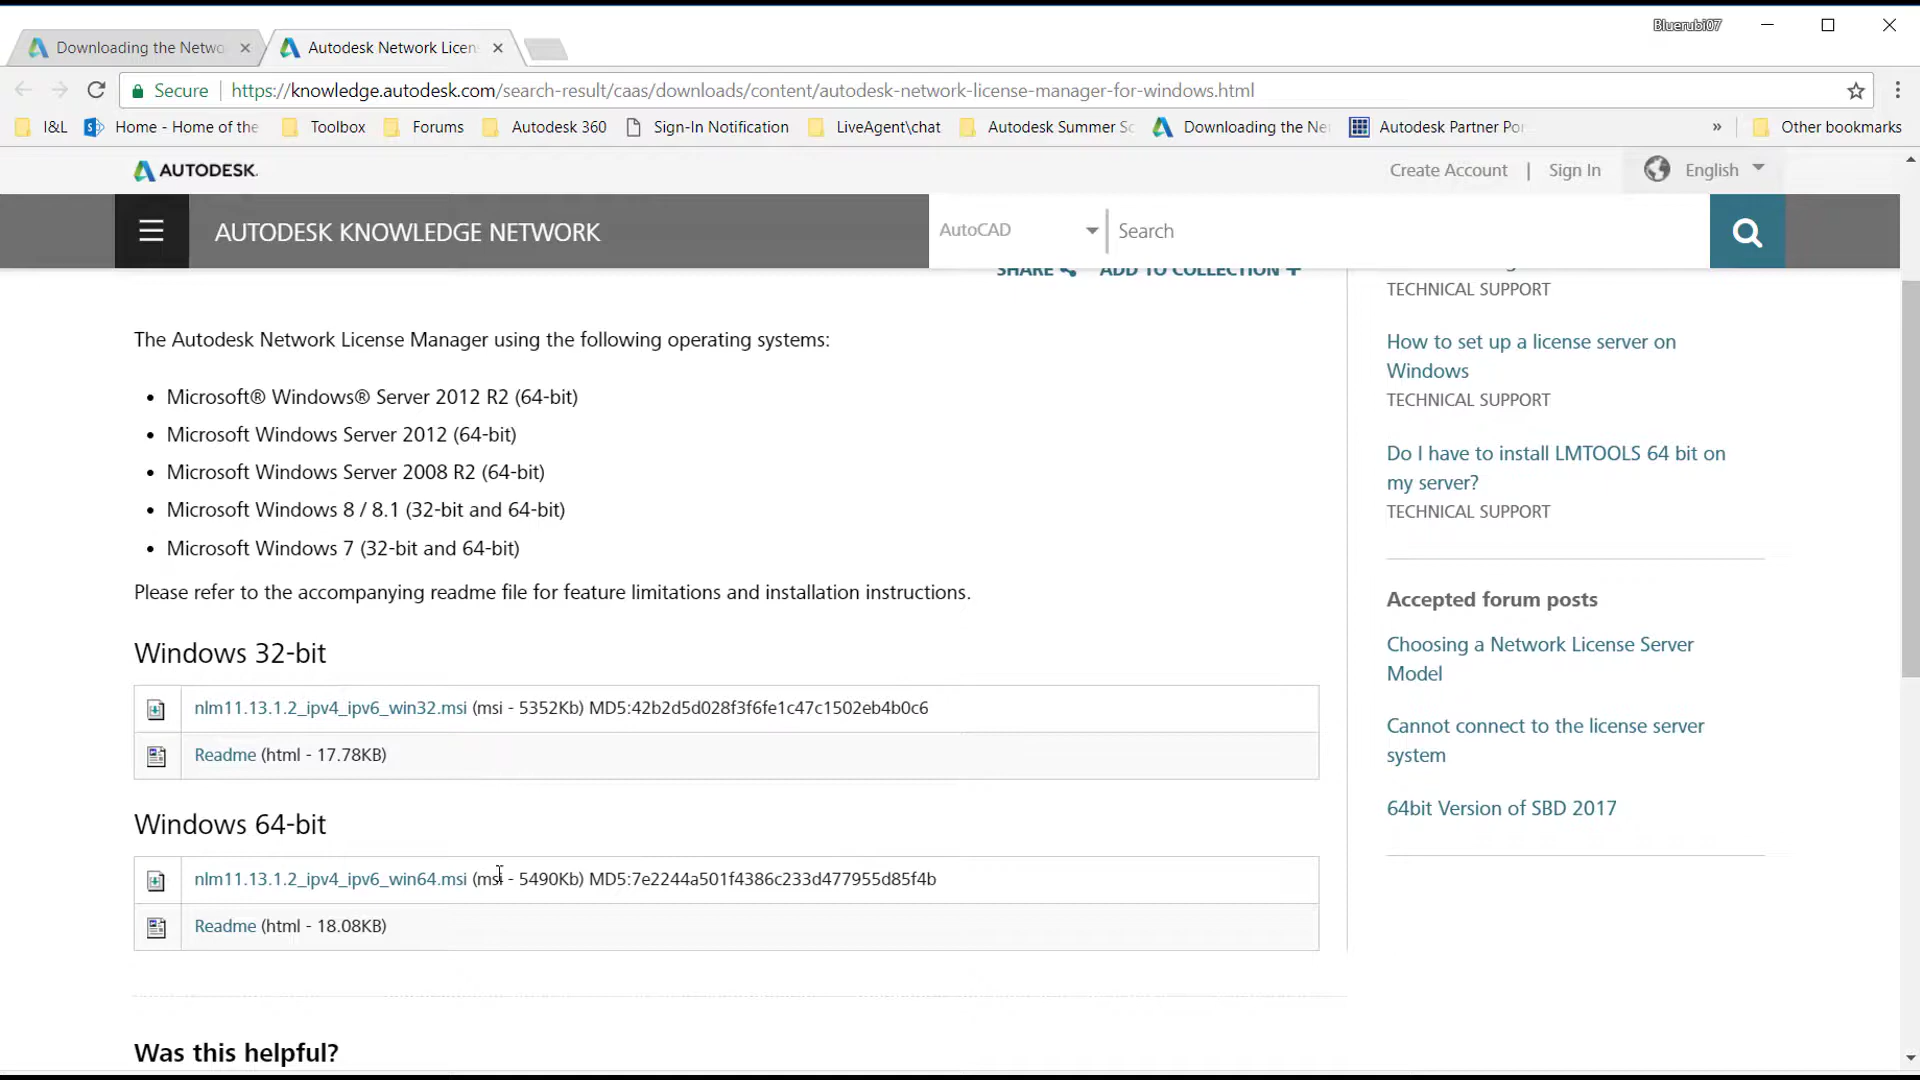 Bluerubi07
Downloading the Netwo
Autodesk Network Licen
Secure https://knowledge.autodesk.com/search-result/caas/downloads/content/autodesk-network-license-manager-for-windows.html
I&L Home - Home of the Toolbox Forums Autodesk 360 Sign-In Notification LiveAgent\chat Autodesk Summer Sc Downloading the Ne Autodesk Partner Po » Other bookmarks
AUTODESK. Create Account | Sign In English
AUTODESK KNOWLEDGE NETWORK AutoCAD Search
SHARE ADD TO COLLECTION +
TECHNICAL SUPPORT
The Autodesk Network License Manager using the following operating systems:
• Microsoft® Windows® Server 2012 R2 (64-bit)
• Microsoft Windows Server 2012 (64-bit)
• Microsoft Windows Server 2008 R2 (64-bit)
• Microsoft Windows 8 / 8.1 (32-bit and 64-bit)
• Microsoft Windows 7 (32-bit and 64-bit)
Please refer to the accompanying readme file for feature limitations and installation instructions.
Windows 32-bit
nlm11.13.1.2_ipv4_ipv6_win32.msi (msi - 5352Kb) MD5:42b2d5d028f3f6fe1c47c1502eb4b0c6
Readme (html - 17.78KB)
Windows 64-bit
nlm11.13.1.2_ipv4_ipv6_win64.msi (msi - 5490Kb) MD5:7e2244a501f4386c233d477955d85f4b
Readme (html - 18.08KB)
Was this helpful?
How to set up a license server on
Windows
TECHNICAL SUPPORT
Do I have to install LMTOOLS 64 bit on
my server?
TECHNICAL SUPPORT
Accepted forum posts
Choosing a Network License Server
Model
Cannot connect to the license server
system
64bit Version of SBD 2017